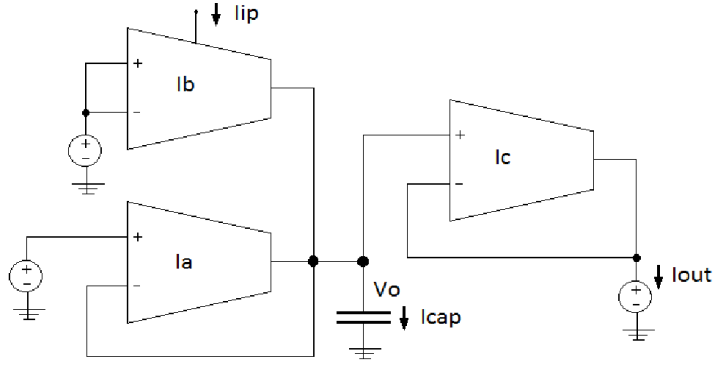 Iip
+
Ib
-
+
-
+
Ic
-
+
Ia
+
-
-
Vo
Icap
Iout
+
-